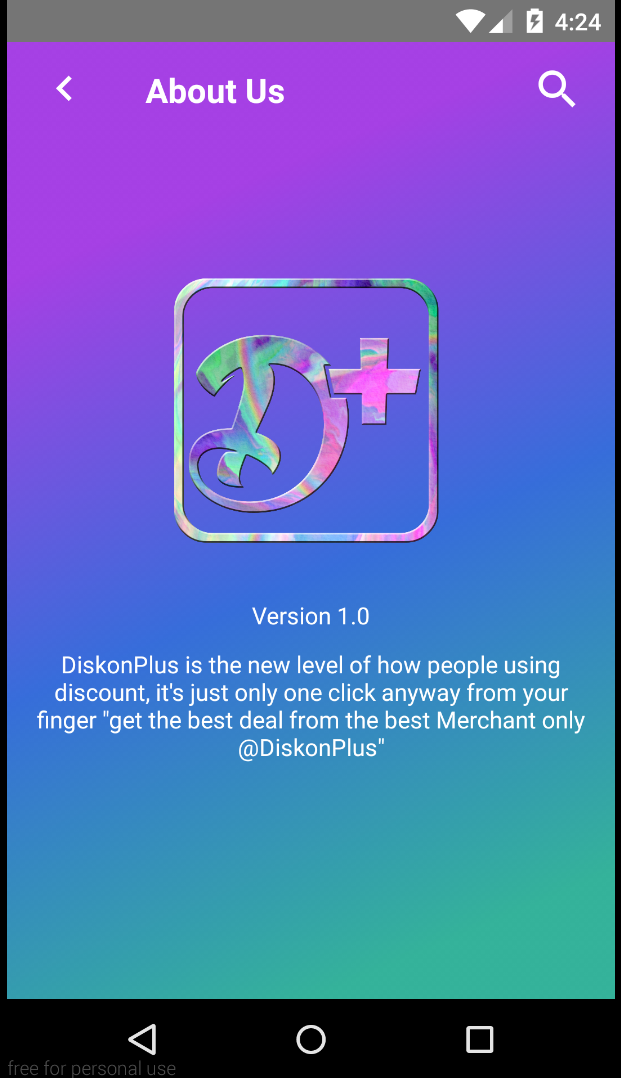 4:24
About Us
D+
Version 1.0
DiskonPlus is the new level of how people using
discount, it's just only one click anyway from your
finger "get the best deal from the best Merchant only
@DiskonPlus"
free for personal use